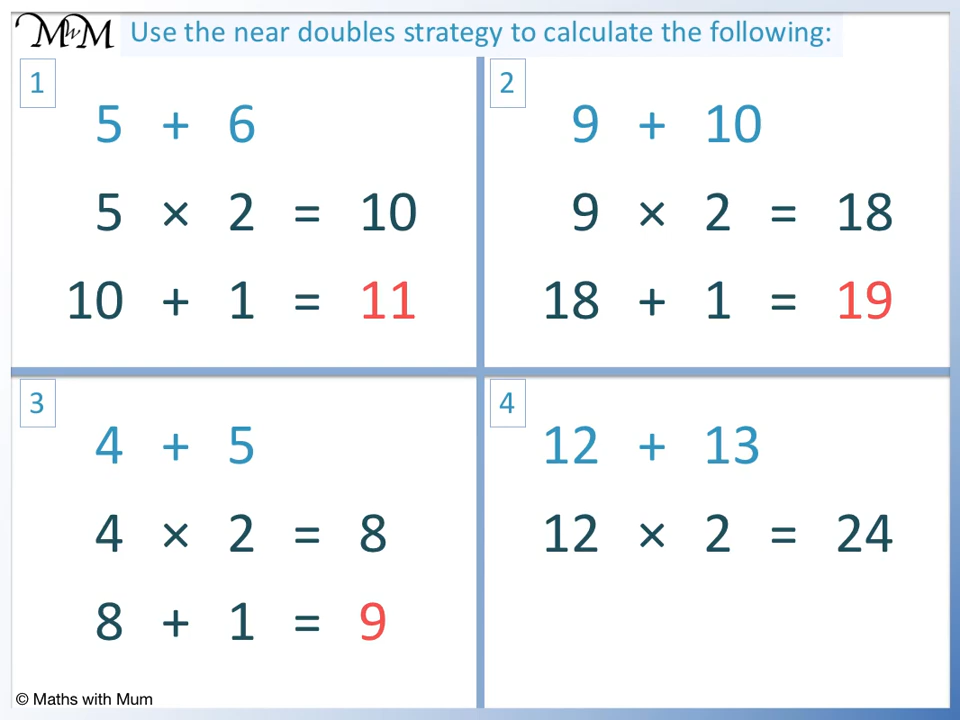 MwM
Use the near doubles strategy to calculate the following:
1
5 + 6
5 × 2 = 10
10 + 1 = 11
2
9 + 10
9 × 2 = 18
18 + 1 = 19
3
4 + 5
4 × 2 = 8
8 + 1 = 9
4
12 + 13
12 × 2 = 24
© Maths with Mum